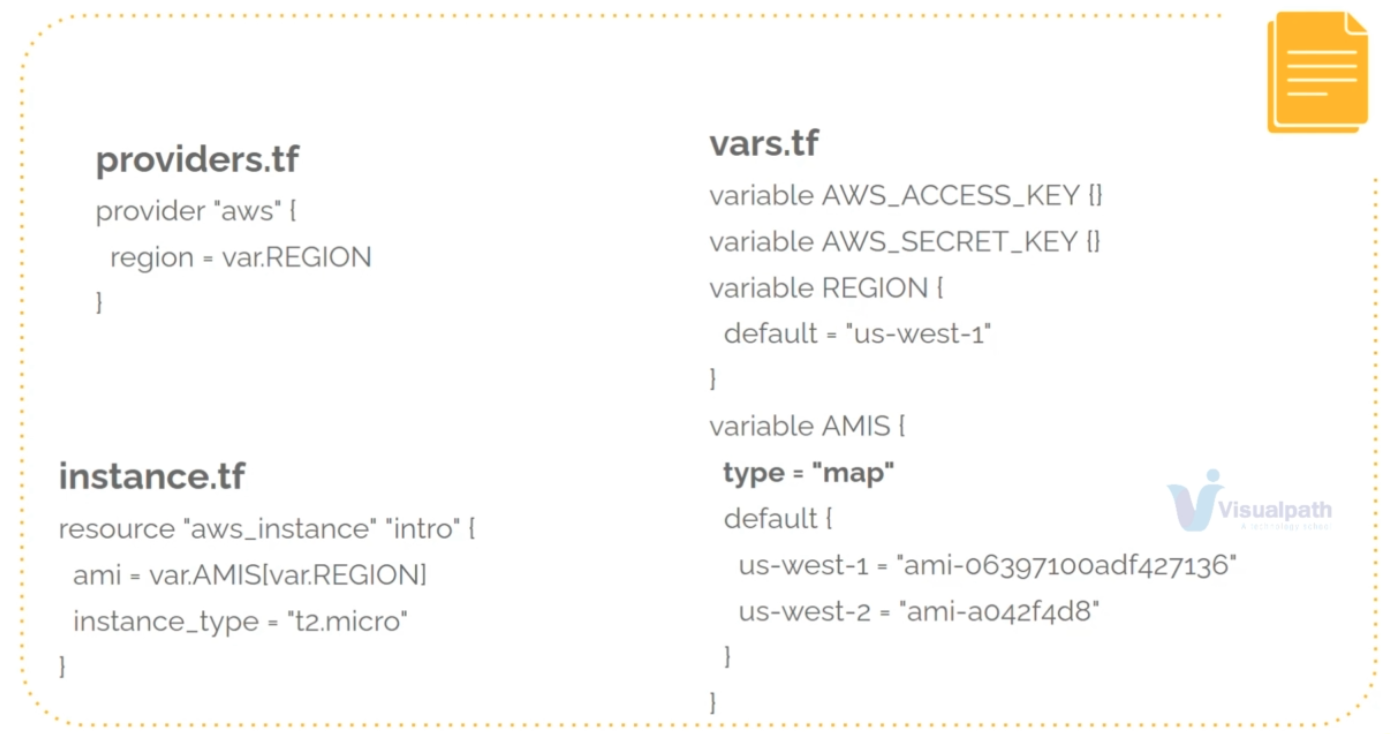 providers.tf
provider "aws" {
region = var.REGION
}
instance.tf
resource "aws_instance" "intro" {
ami = var.AMIS[var.REGION]
instance_type = "t2.micro"
}
vars.tf
variable AWS_ACCESS_KEY {}
variable AWS_SECRET_KEY {}
variable REGION {
default = "us-west-1"
}
variable AMIS {
type = "map"
default {
us-west-1 = "ami-06397100adf427136"
us-west-2 = "ami-a042f4d8"
}
}
Visualpath